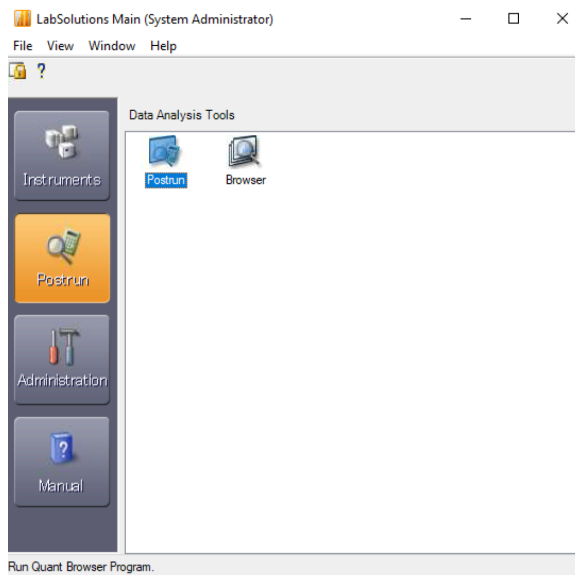 LabSolutions Main (System Administrator)
File View Window Help
?
Data Analysis Tools
Instruments
Postrun
Browser
Postrun
Administration
?
Manual
Run Quant Browser Program.